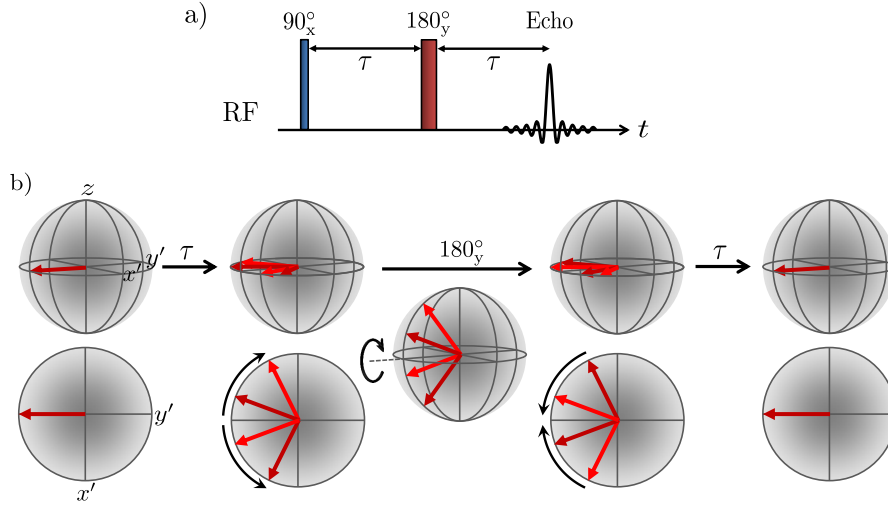 a)
90°x 180°y Echo
τ τ
RF
t
b)
z
x' y' τ 180°y τ
y'
x'